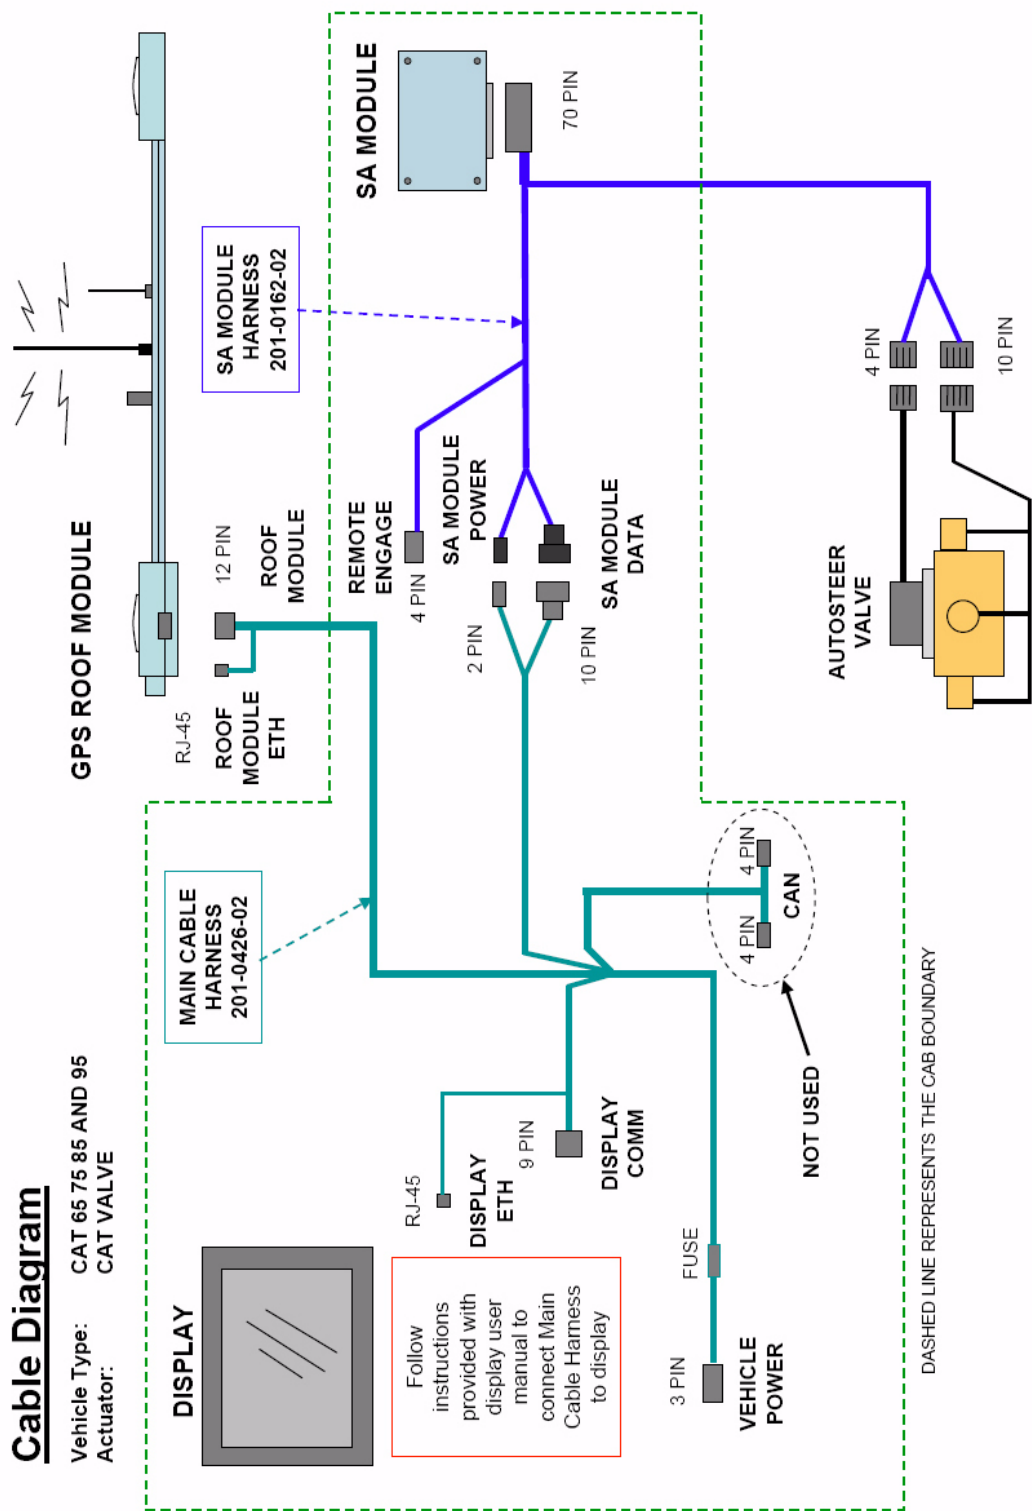 Cable Diagram
Vehicle Type: CAT 65 75 85 AND 95
Actuator: CAT VALVE
GPS ROOF MODULE
RJ-45
12 PIN
ROOF
MODULE
ETH
ROOF
MODULE
MAIN CABLE
HARNESS
201-0426-02
SA MODULE
HARNESS
201-0162-02
DISPLAY
SA MODULE
REMOTE
ENGAGE
4 PIN
70 PIN
Follow
instructions
provided with
display user
manual to
connect Main
Cable Harness
to display
RJ-45
DISPLAY
ETH
9 PIN
DISPLAY
COMM
SA MODULE
POWER
2 PIN
10 PIN
SA MODULE
DATA
3 PIN
FUSE
VEHICLE
POWER
4 PIN
4 PIN
CAN
NOT USED
AUTOSTEER
VALVE
4 PIN
10 PIN
DASHED LINE REPRESENTS THE CAB BOUNDARY